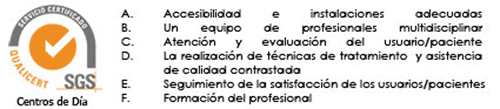 SERVICIO CERTIFICADO
QUALICERT
SGS
Centros de Día
A. Accesibilidad e instalaciones adecuadas
B. Un equipo de profesionales multidisciplinar
C. Atención y evaluación del usuario/paciente
D. La realización de técnicas de tratamiento y asistencia
de calidad contrastada
E. Seguimiento de la satisfacción de los usuarios/pacientes
F. Formación del profesional